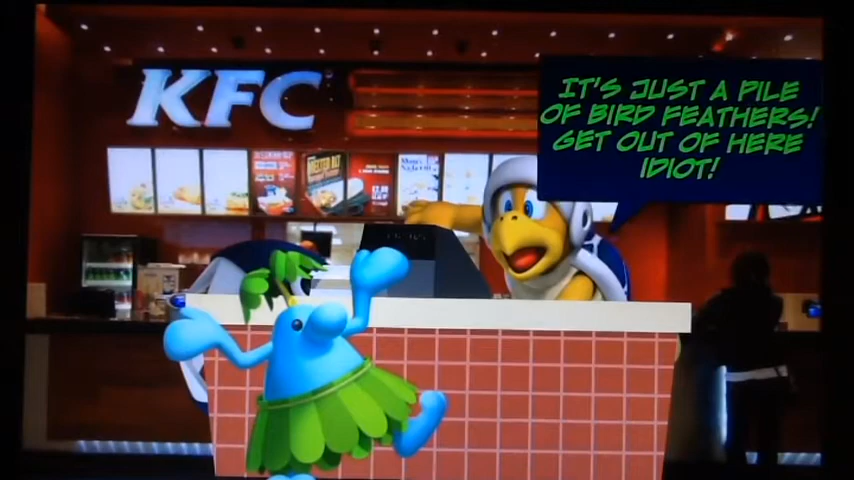 KFC
IT'S JUST A PILE
OF BIRD FEATHERS!
GET OUT OF HERE
IDIOT!